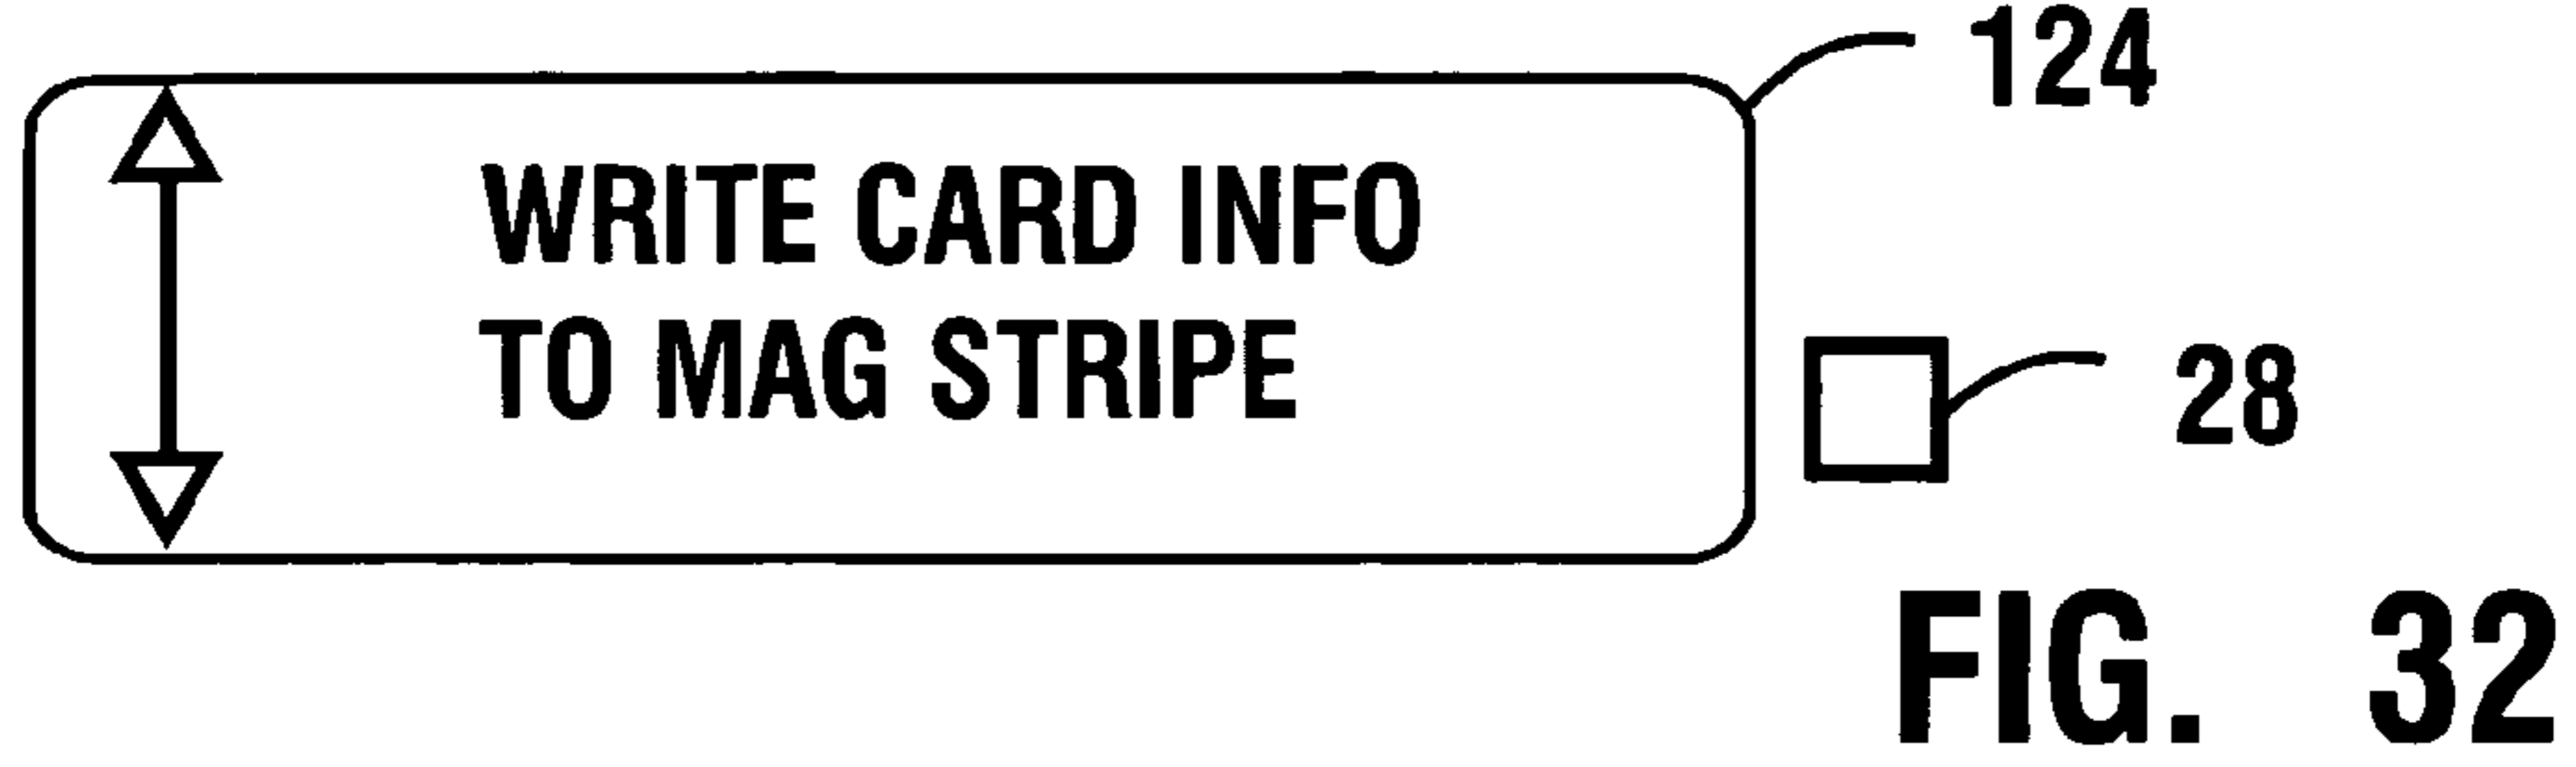 124
WRITE CARD INFO
TO MAG STRIPE
28
FIG. 32